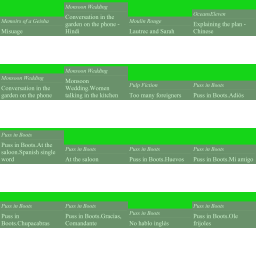 Memoirs of a Geisha
Misuage
Monsoon Wedding
Conversation in the
garden on the phone -
Hindi
Moulin Rouge
Lautrec and Sarah
Oceans Eleven
Explaining the plan -
Chinese
Monsoon Wedding
Conversation in the
garden on the phone
Monsoon Wedding
Monsoon
Wedding.Women
talking in the kitchen
Pulp Fiction
Too many foreigners
Puss in Boots
Puss in Boots.Adiós
Puss in Boots
Puss in Boots.At the
saloon.Spanish single
word
Puss in Boots
At the saloon
Puss in Boots
Puss in Boots.Huevos
Puss in Boots
Puss in Boots.Mi amigo
Puss in Boots
Puss in
Boots.Chupacabras
Puss in Boots
Puss in Boots.Gracias,
Comandante
Puss in Boots
No hablo inglés
Puss in Boots
Puss in Boots.Olé
frijoles